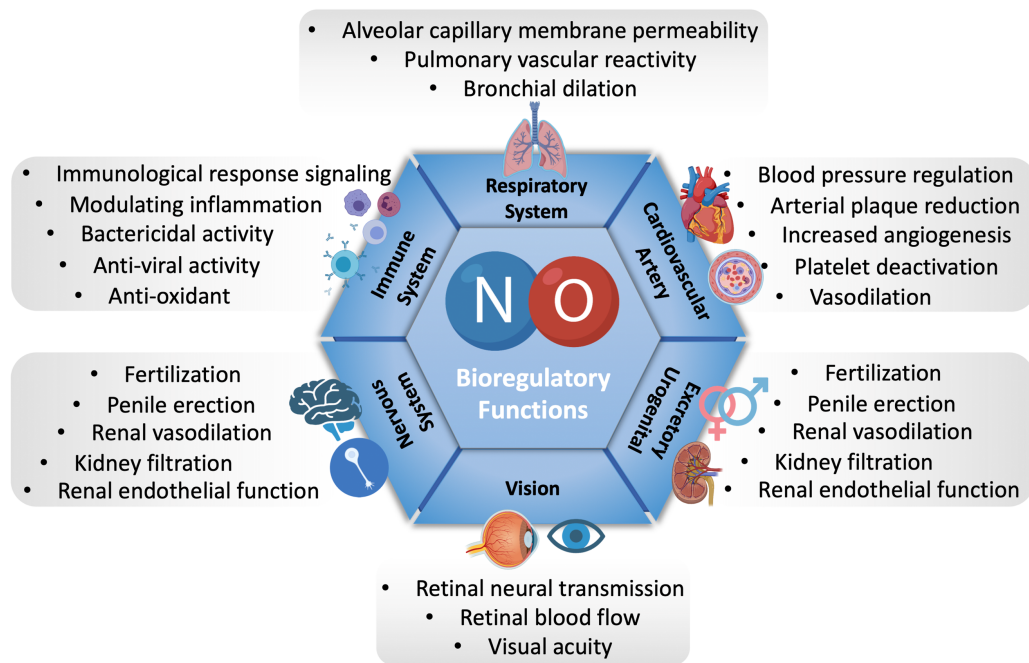 • Alveolar capillary membrane permeability
• Pulmonary vascular reactivity
• Bronchial dilation
Respiratory
System
• Immunological response signaling
• Modulating inflammation
• Bactericidal activity
• Anti-viral activity
• Anti-oxidant
Immune
System
Cardiovascular
Artery
• Blood pressure regulation
• Arterial plaque reduction
• Increased angiogenesis
• Platelet deactivation
• Vasodilation
N O
Bioregulatory
Functions
• Fertilization
• Penile erection
• Renal vasodilation
• Kidney filtration
• Renal endothelial function
Nervous
System
Excretory
Urogenital
• Fertilization
• Penile erection
• Renal vasodilation
• Kidney filtration
• Renal endothelial function
Vision
• Retinal neural transmission
• Retinal blood flow
• Visual acuity